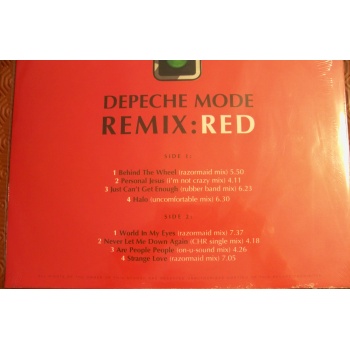 DEPECHE MODE
REMIX:RED
SIDE 1:
1 Behind The Wheel (razormaid mix) 5.50
2 Personal Jesus (i'm not crazy mix) 4.11
3 Just Can't Get Enough (rubber band mix) 6.23
4 Halo (uncomfortable mix) 6.30
SIDE 2:
1 World In My Eyes (razormaid mix) 7.37
2 Never Let Me Down Again (CHR single mix) 4.18
3 Are People People (on-u-sound mix) 4.26
4 Strange Love (razormaid mix) 7.05